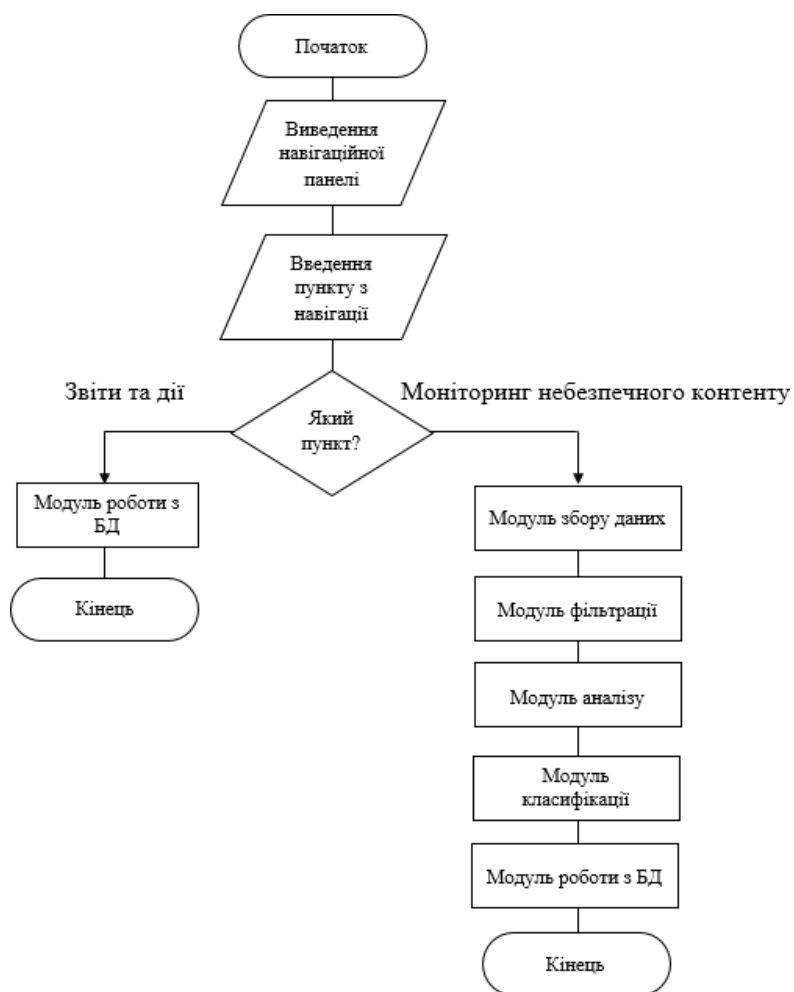 Початок
Виведення
навігаційної
панелі
Введення
пункту з
навігації
Звіти та дії
Моніторинг небезпечного контенту
Який
пункт?
Модуль роботи з
БД
Кінець
Модуль збору даних
Модуль фільтрації
Модуль аналізу
Модуль
класифікації
Модуль роботи з БД
Кінець